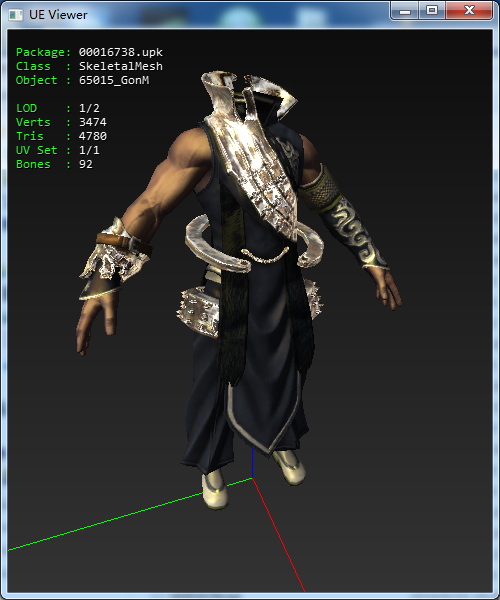 UE Viewer
Package: 00016738.upk
Class : SkeletalMesh
Object : 65015_GonM
LOD : 1/2
Verts : 3474
Tris : 4780
UV Set : 1/1
Bones : 92